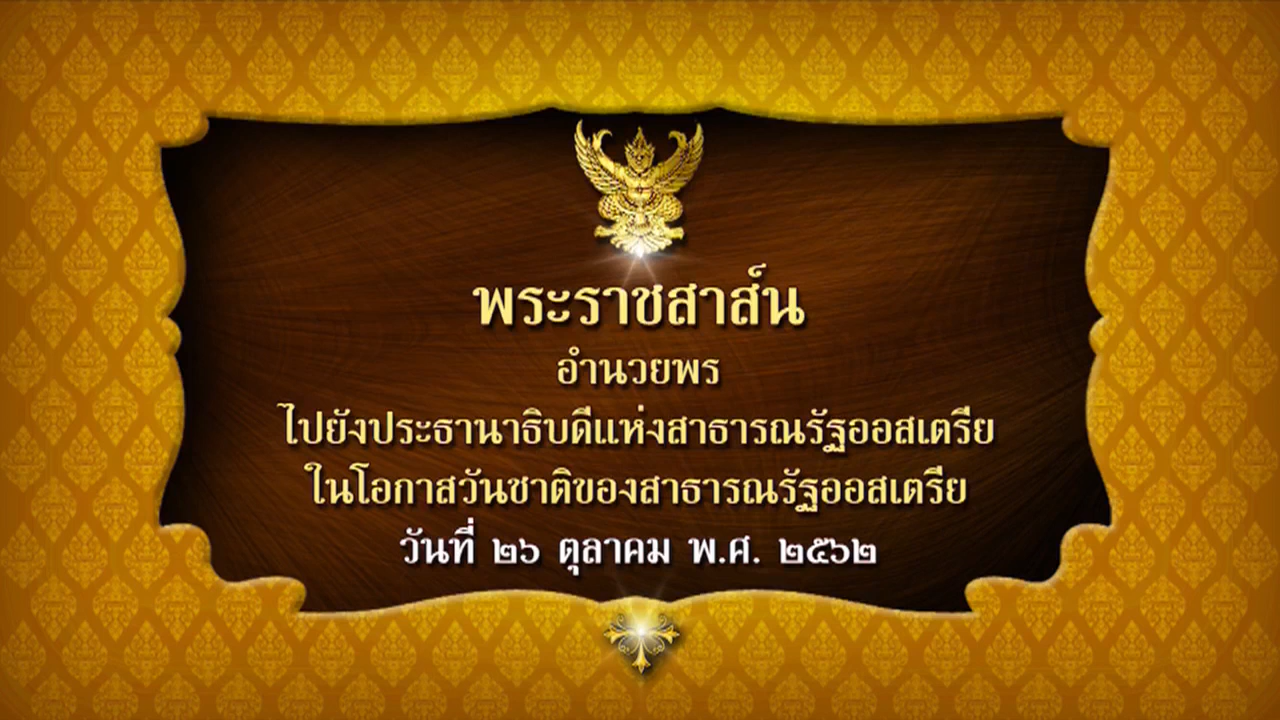 พระราชสาส์น
อำนวยพร
ไปยังประธานาธิบดีแห่งสาธารณรัฐออสเตรีย
ในโอกาสวันชาติของสาธารณรัฐออสเตรีย
วันที่ ๒๖ ตุลาคม พ.ศ. ๒๕๖๒